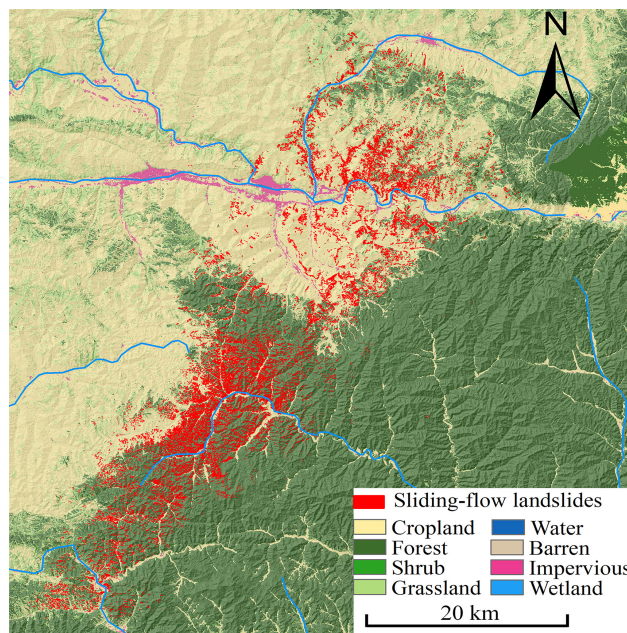 N
Sliding-flow landslides
Cropland
Water
Forest
Barren
Shrub
Impervious
Grassland
Wetland
20 km